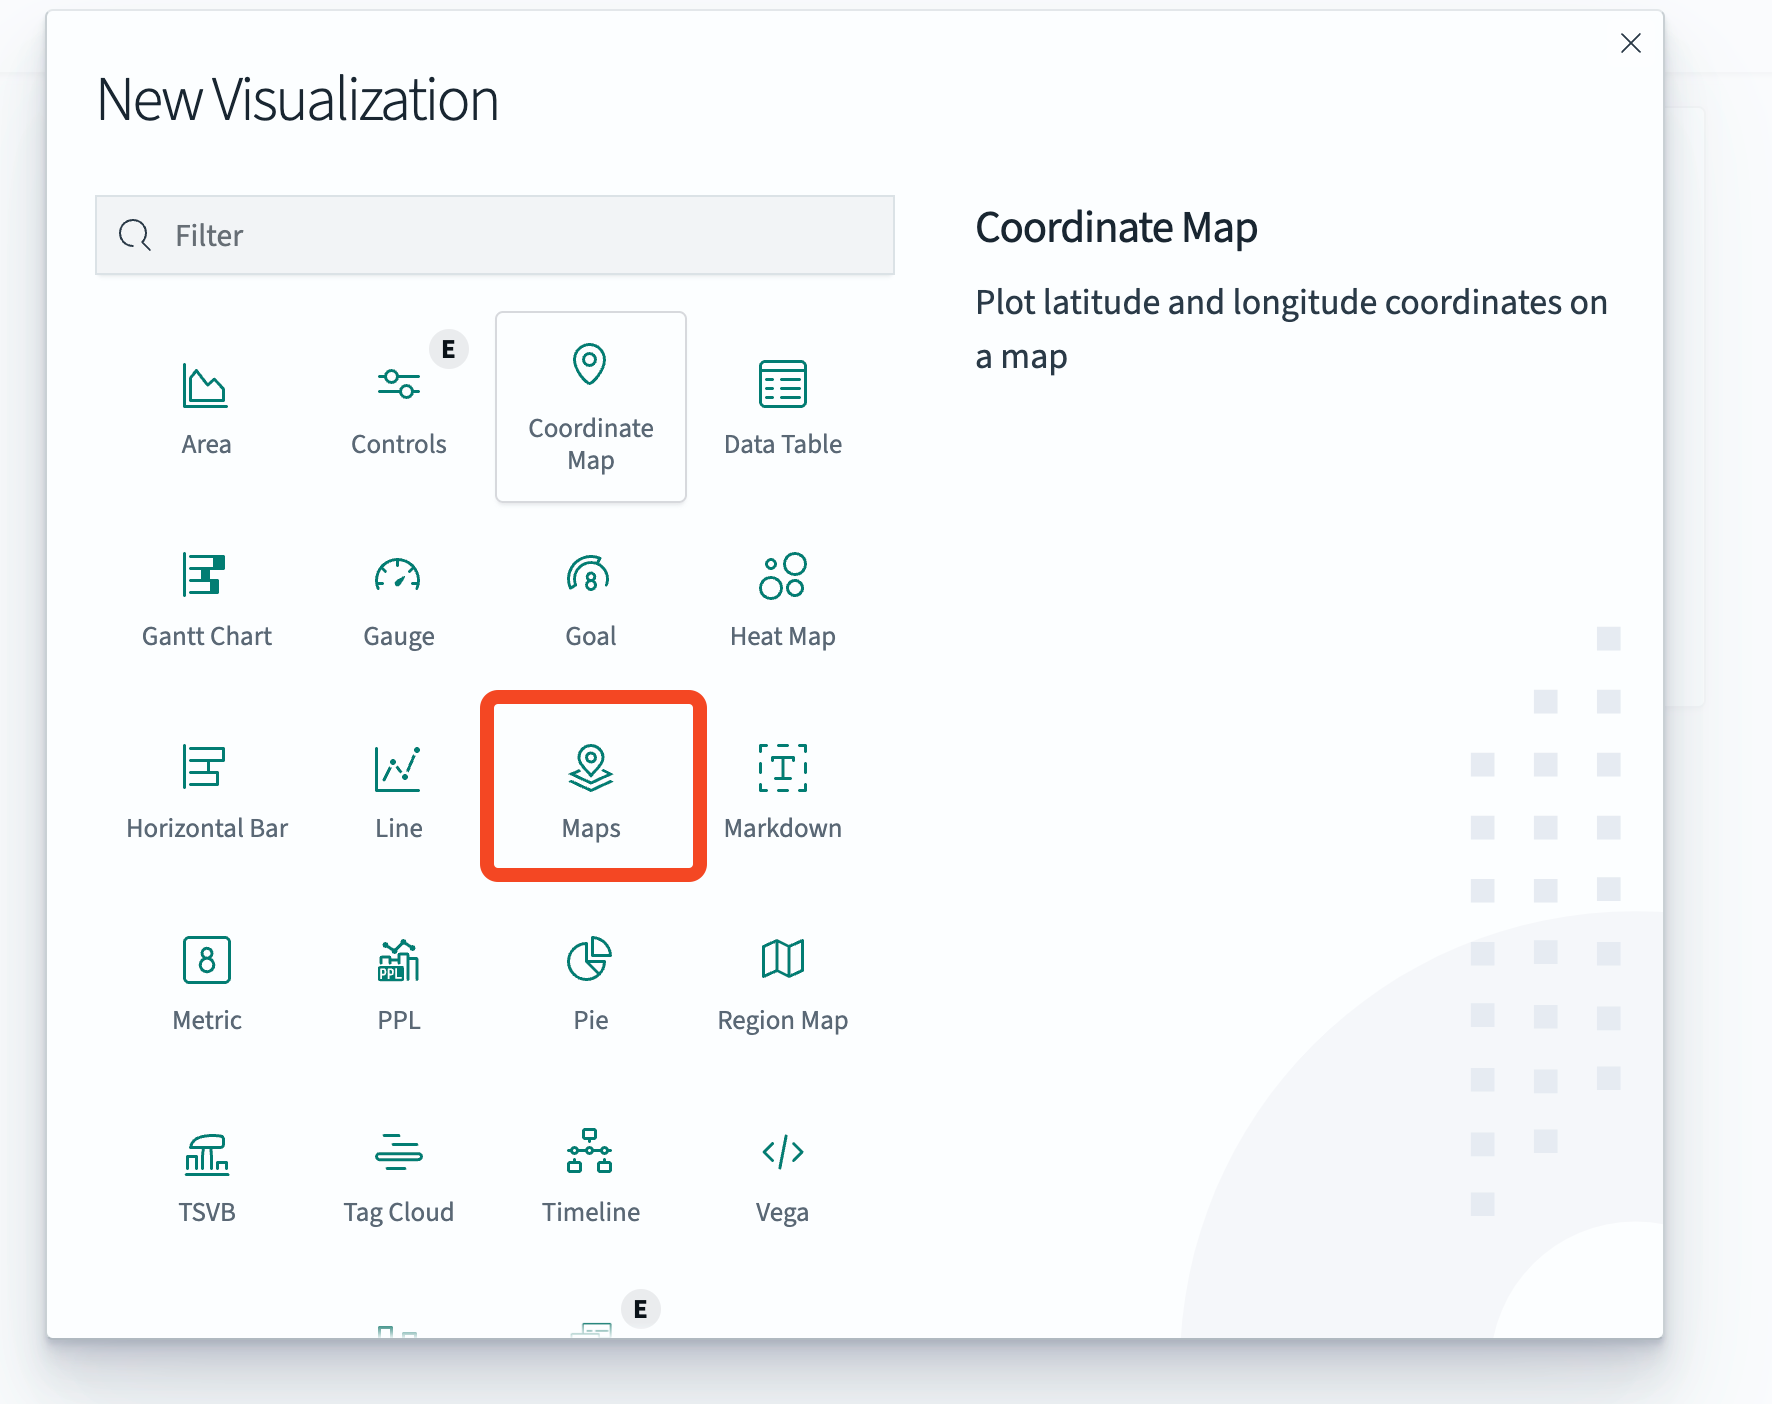 New Visualization
Filter
Coordinate Map
Plot latitude and longitude coordinates on
a map
E
Area
Controls
Coordinate
Map
Data Table
8
Gantt Chart
Gauge
Goal
Heat Map
T
Horizontal Bar
Line
Maps
Markdown
8
PPL
Metric
PPL
Pie
Region Map
TSVB
Tag Cloud
Timeline
Vega
E